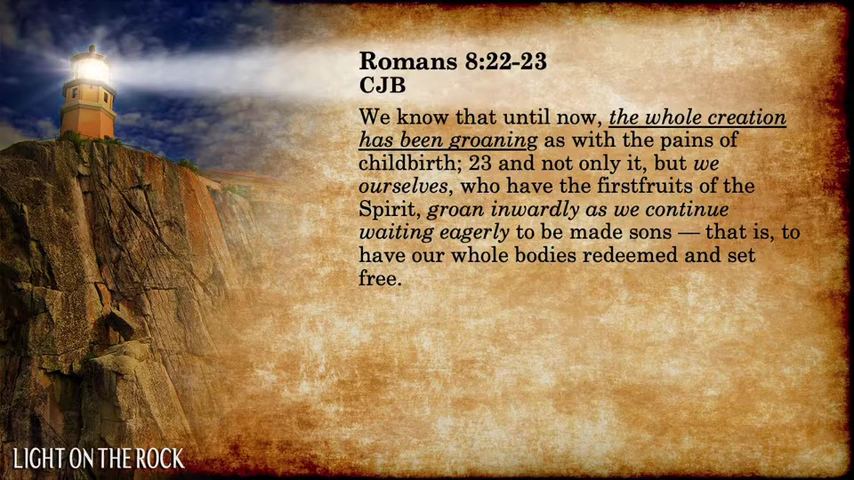 Romans 8:22-23
CJB
We know that until now, the whole creation
has been groaning as with the pains of
childbirth; 23 and not only it, but we
ourselves, who have the firstfruits of the
Spirit, groan inwardly as we continue
waiting eagerly to be made sons — that is, to
have our whole bodies redeemed and set
free.
LIGHT ON THE ROCK